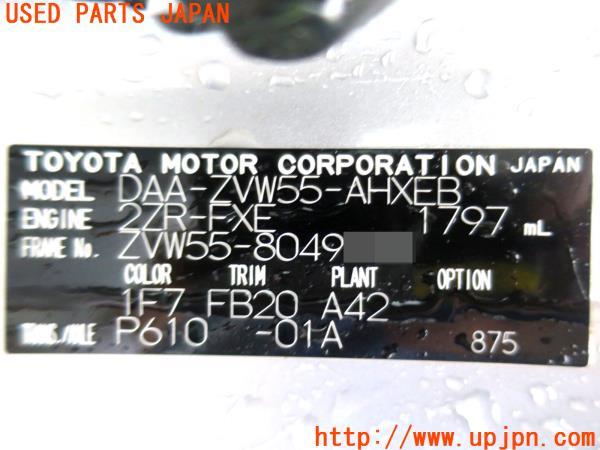 USED PARTS JAPAN
TOYOTA MOTOR CORPORATION JAPAN
MODEL DAA-ZVW55-AHXEB
ENGINE 2ZR-FXE 1797 mL
FRAME No. ZVW55-8049
COLOR TRIM PLANT OPTION
1F7 FB20 A42
TRANS./AXLE P610 -01A 875
http://www.upjpn.com